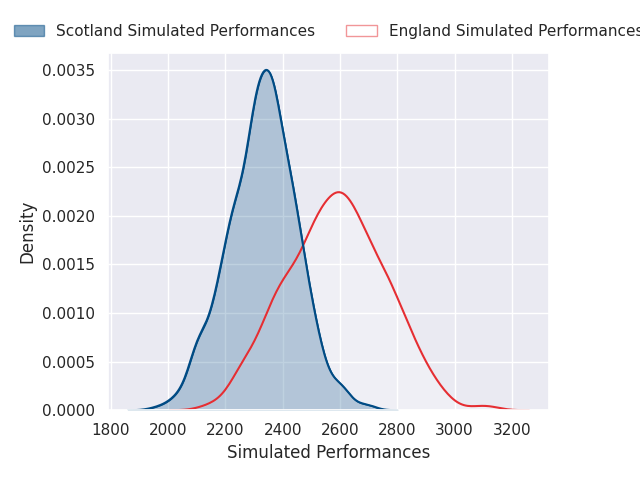 Scotland Simulated Performances
England Simulated Performances
0.0035
0.0030
0.0025
0.0020
0.0015
0.0010
0.0005
0.0000
Density
1800 2000 2200 2400 2600 2800 3000 3200
Simulated Performances